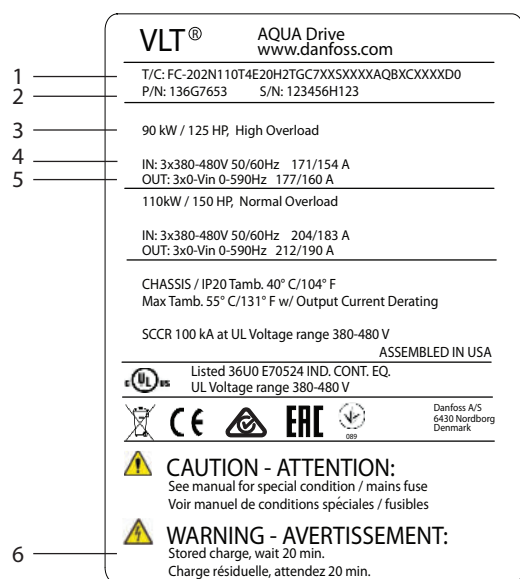 VLT® AQUA Drive
www.danfoss.com
1 T/C: FC-202N110T4E20H2TGC7XXSXXXXAQBXCXXXXD0
2 P/N: 136G7653 S/N: 123456H123
3 90 kW / 125 HP, High Overload
4 IN: 3x380-480V 50/60Hz 171/154 A
5 OUT: 3x0-Vin 0-590Hz 177/160 A
110kW / 150 HP, Normal Overload
IN: 3x380-480V 50/60Hz 204/183 A
OUT: 3x0-Vin 0-590Hz 212/190 A
CHASSIS / IP20 Tamb. 40° C/104° F
Max Tamb. 55° C/131° F w/ Output Current Derating
SCCR 100 kA at UL Voltage range 380-480 V
ASSEMBLED IN USA
c UL us Listed 36U0 E70524 IND. CONT. EQ.
UL Voltage range 380-480 V
CE EAC 089
Danfoss A/S
6430 Nordborg
Denmark
CAUTION - ATTENTION:
See manual for special condition / mains fuse
Voir manuel de conditions spéciales / fusibles
WARNING - AVERTISSEMENT:
6 Stored charge, wait 20 min.
Charge résiduelle, attendez 20 min.